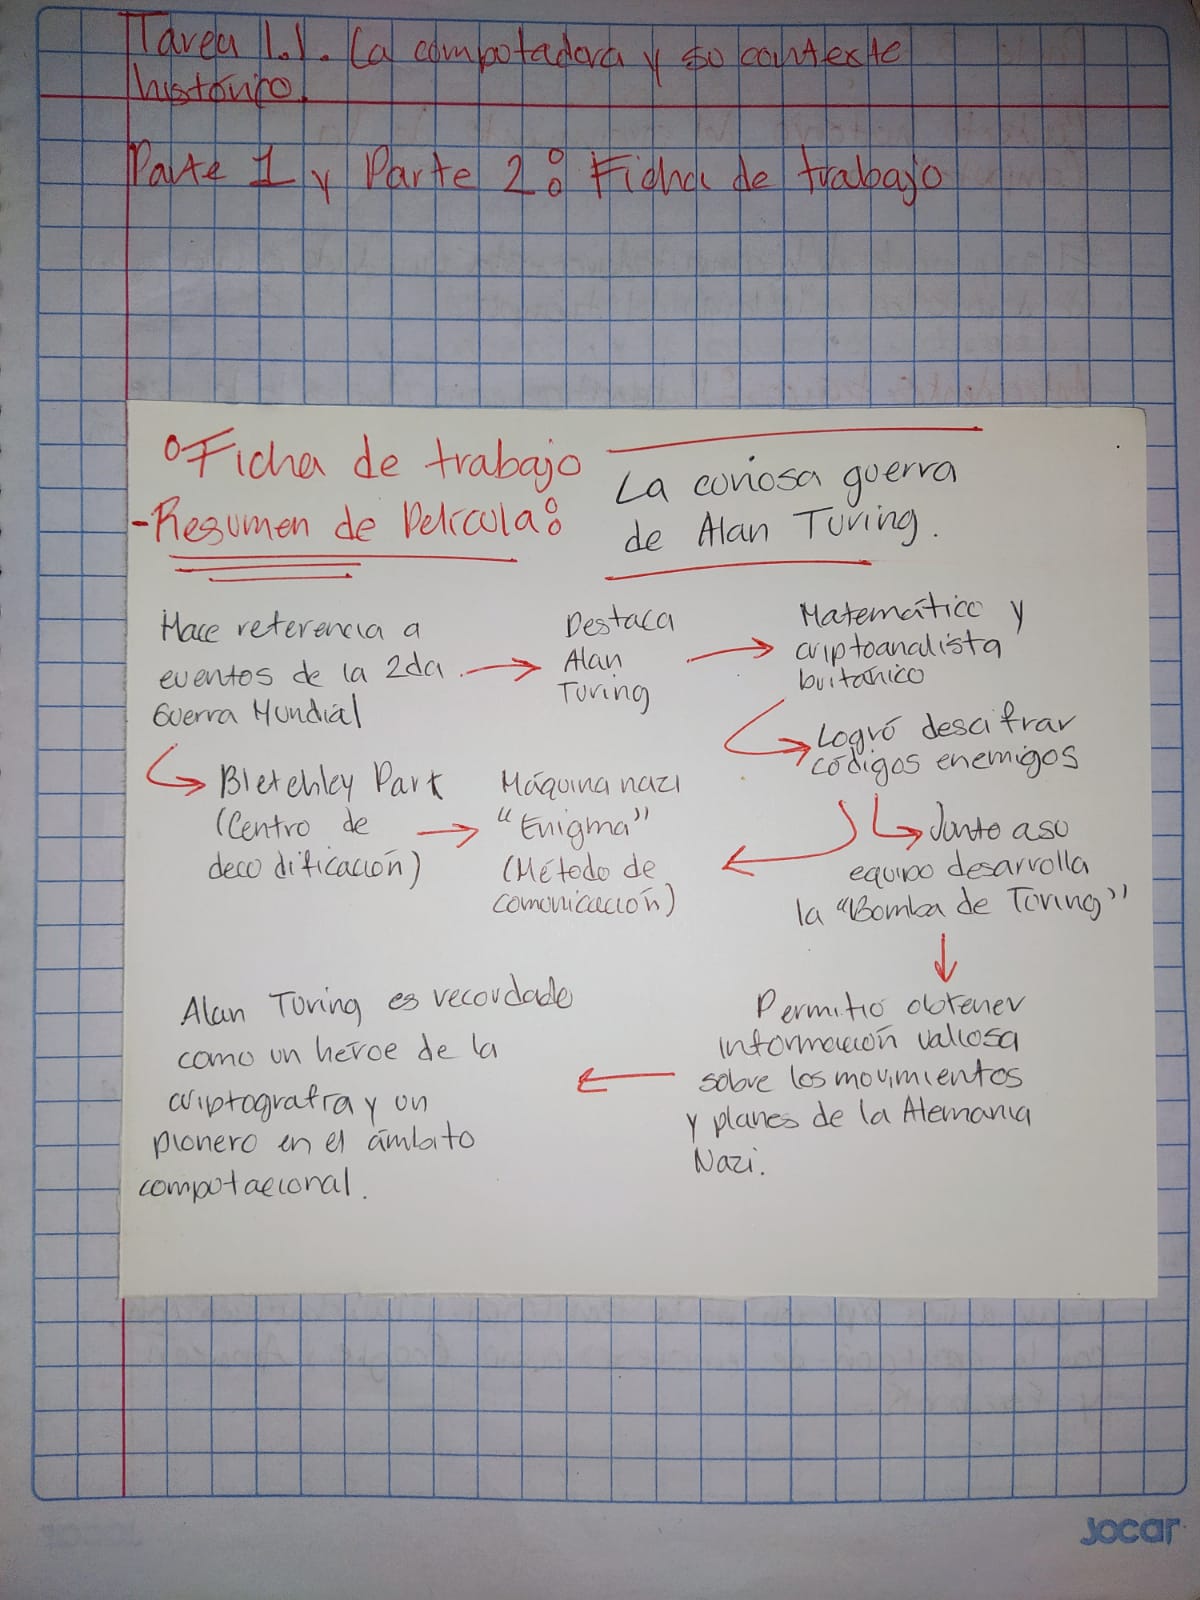 Tarea 1.1. La computadora y su contexto
histórico.
Parte 1 y Parte 2: Ficha de trabajo
Ficha de trabajo
-Resumen de Película:
La curiosa guerra
de Alan Turing.
Hace referencia a
eventos de la 2da
Guerra Mundial
Destaca
Alan
Turing
Matemático y
criptoanalista
británico
Logró descifrar
códigos enemigos
Bletchley Park
(Centro de
decodificación)
Máquina nazi
"Enigma"
(Método de
comunicación)
Junto a su
equipo desarrolla
la "Bomba de Turing"
Permitió obtener
información valiosa
sobre los movimientos
y planes de la Alemania
Nazi.
Alan Turing es recordado
como un héroe de la
criptografía y un
pionero en el ámbito
computacional.
Jocar